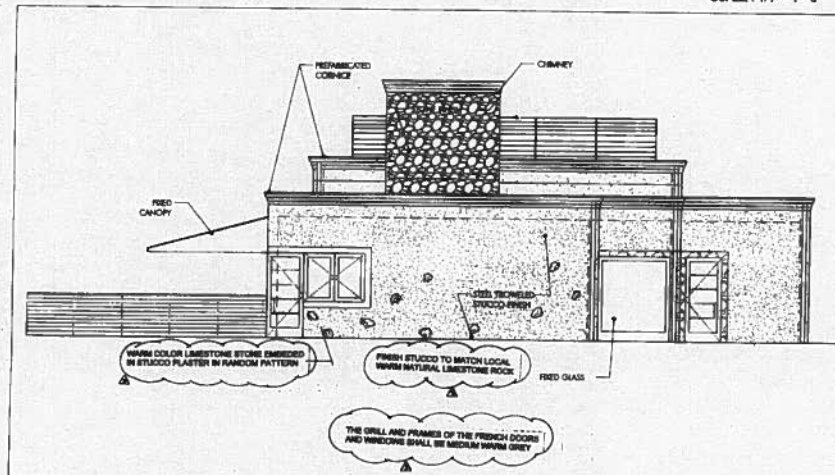 PREFABRICATED
CORNICE
CHIMNEY
FIXED
CANOPY
STEEL TROWELED
STUCCO FINISH
WARM COLOR LIMESTONE STONE EMBEDED
IN STUCCO PLASTER IN RANDOM PATTERN
FINISH STUCCO TO MATCH LOCAL
WARM NATURAL LIMESTONE ROCK
FIXED GLASS
THE GRILL AND FRAMES OF THE FRENCH DOORS
AND WINDOWS SHALL BE MEDIUM WARM GREY